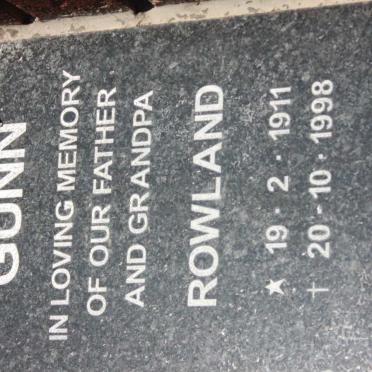 GUNN
IN LOVING MEMORY
OF OUR FATHER
AND GRANDPA
ROWLAND
★ 19 · 2 · 1911
† 20 - 10 · 1998